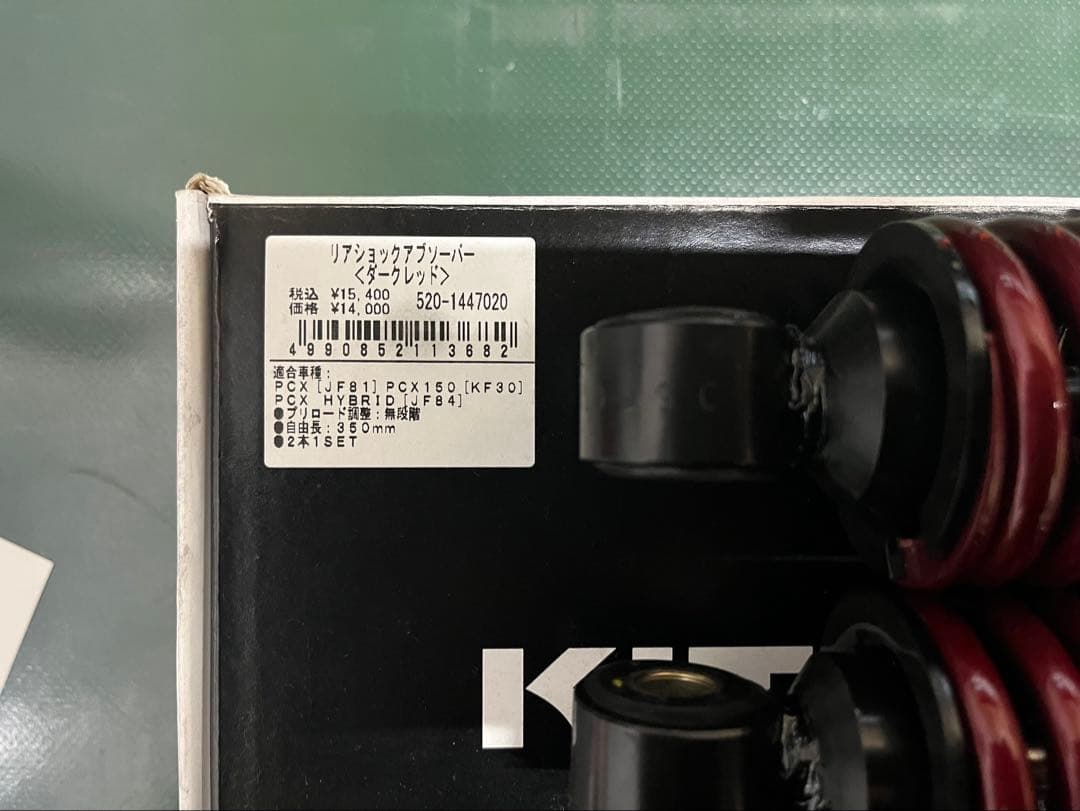 リアショックアブソーバー
<ダークレッド>
税込 ¥15,400 520-1447020
価格 ¥14,000
4990852113682
適合車種:
PCX[JF81] PCX150[KF30]
PCX HYBRID[JF84]
●プリロード調整:無段階
●自由長:350mm
●2本1SET